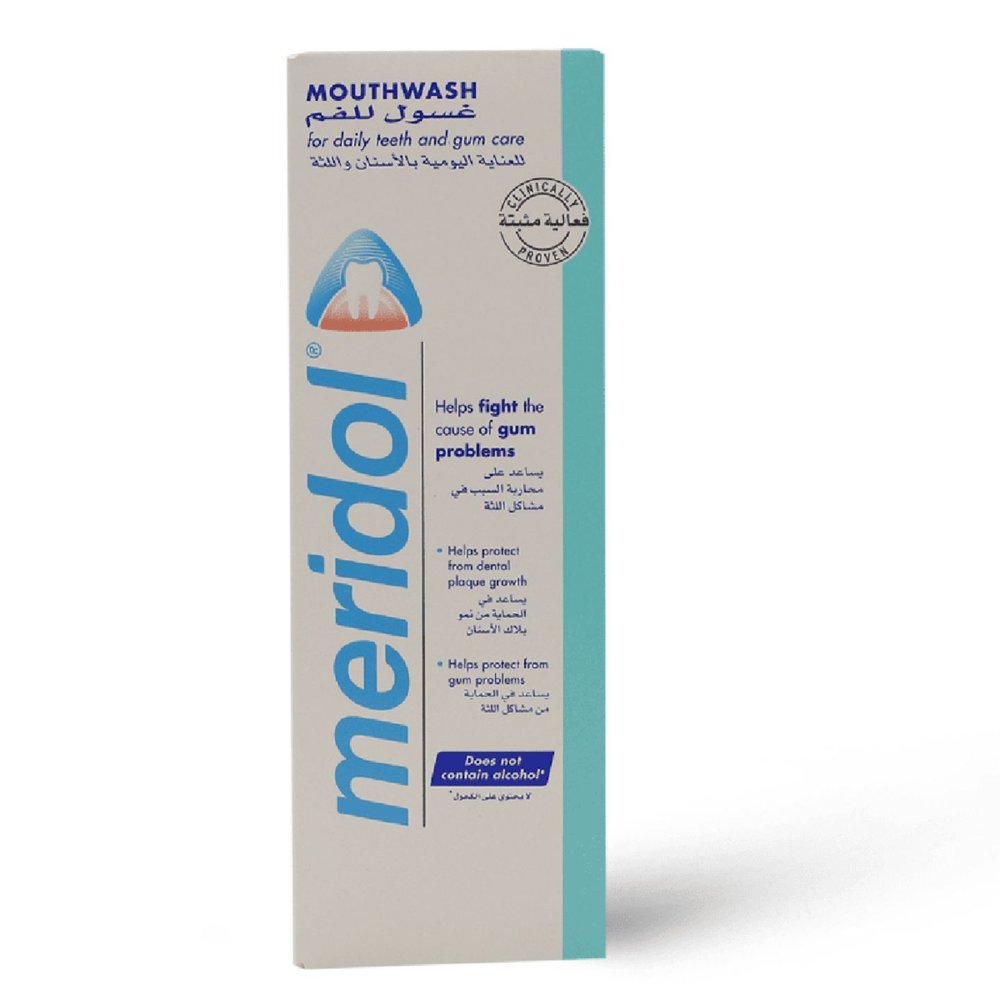 MOUTHWASH
غسول للفم
for daily teeth and gum care
للعناية اليومية بالأسنان واللثة
CLINICALLY
فعالية مثبتة
PROVEN
meridol®
Helps fight the
cause of gum
problems
يساعد على
محاربة السبب في
مشاكل اللثة
• Helps protect
from dental
plaque growth
يساعد في
الحماية من نمو
بلاك الأسنان
• Helps protect from
gum problems
يساعد في الحماية
من مشاكل اللثة
Does not
contain alcohol*
لا يحتوي على الكحول*